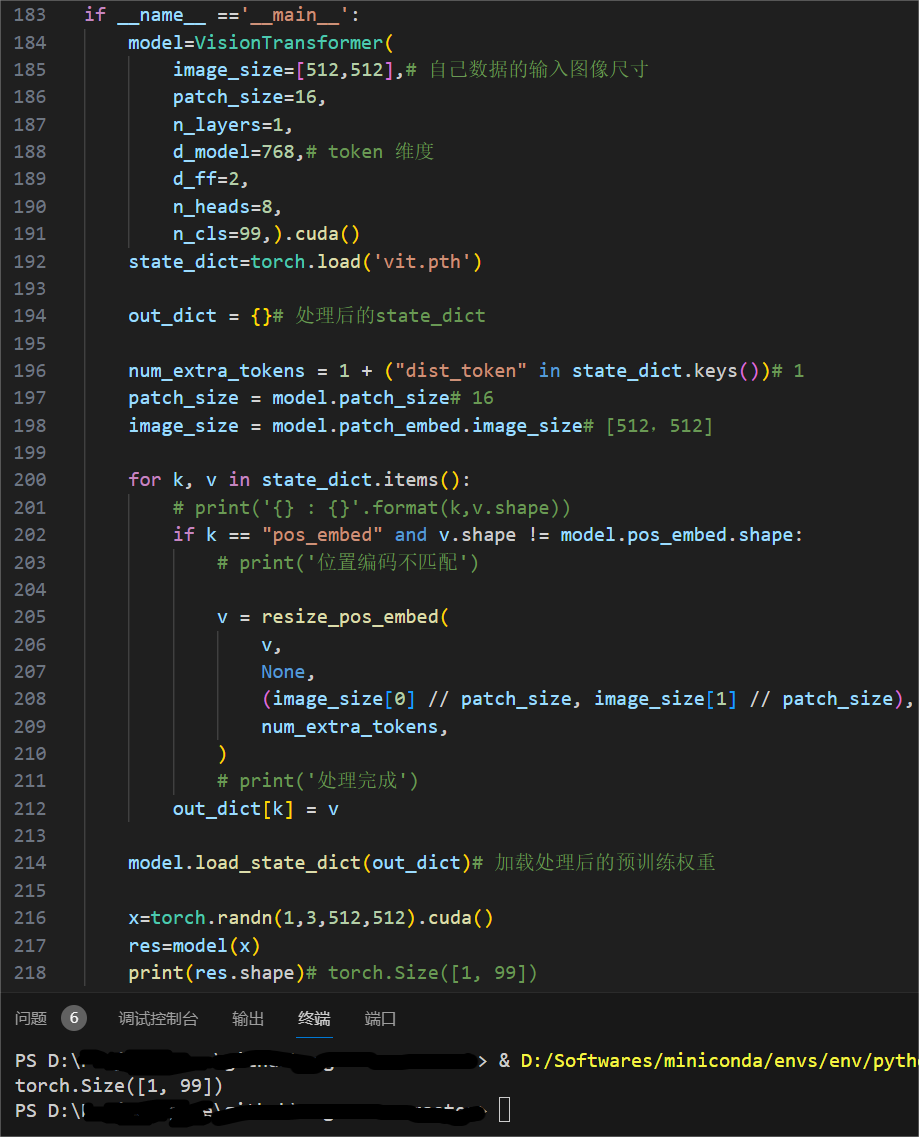 183 if __name__ =='__main__':
184     model=VisionTransformer(
185         image_size=[512,512],# 自己数据的输入图像尺寸
186         patch_size=16,
187         n_layers=1,
188         d_model=768,# token 维度
189         d_ff=2,
190         n_heads=8,
191         n_cls=99,).cuda()
192     state_dict=torch.load('vit.pth')
193
194     out_dict = {}# 处理后的state_dict
195
196     num_extra_tokens = 1 + ("dist_token" in state_dict.keys())# 1
197     patch_size = model.patch_size# 16
198     image_size = model.patch_embed.image_size# [512，512]
199
200     for k, v in state_dict.items():
201         # print('{} : {}'.format(k,v.shape))
202         if k == "pos_embed" and v.shape != model.pos_embed.shape:
203             # print('位置编码不匹配')
204
205             v = resize_pos_embed(
206                 v,
207                 None,
208                 (image_size[0] // patch_size, image_size[1] // patch_size),
209                 num_extra_tokens,
210             )
211             # print('处理完成')
212         out_dict[k] = v
213
214     model.load_state_dict(out_dict)# 加载处理后的预训练权重
215
216     x=torch.randn(1,3,512,512).cuda()
217     res=model(x)
218     print(res.shape)# torch.Size([1, 99])
问题 6 调试控制台 输出 终端 端口
PS D:\ > & D:/Softwares/miniconda/envs/env/pyth
torch.Size([1, 99])
PS D:\